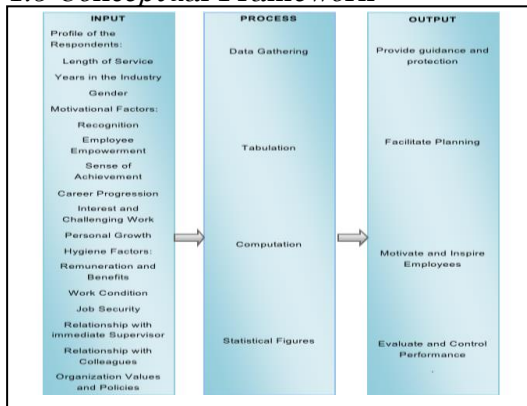 Conceptual Framework
INPUT
Profile of the
Respondents:
Length of Service
Years in the Industry
Gender
Motivational Factors:
Recognition
Employee
Empowerment
Sense of
Achievement
Career Progression
Interest and
Challenging Work
Personal Growth
Hygiene Factors:
Remuneration and
Benefits
Work Condition
Job Security
Relationship with
immediate Supervisor
Relationship with
Colleagues
Organization Values
and Policies
PROCESS
Data Gathering
Tabulation
Computation
Statistical Figures
OUTPUT
Provide guidance and
protection
Facilitate Planning
Motivate and Inspire
Employees
Evaluate and Control
Performance